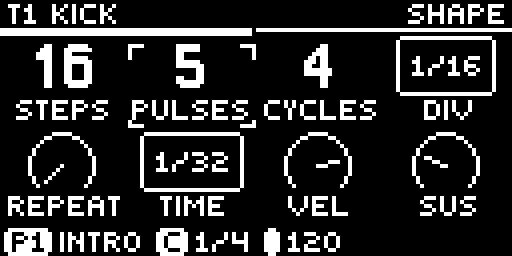 T1 KICK SHAPE
16 5 4 1/16
STEPS PULSES CYCLES DIV
1/32
REPEAT TIME VEL SUS
P1 INTRO C 1/4 120